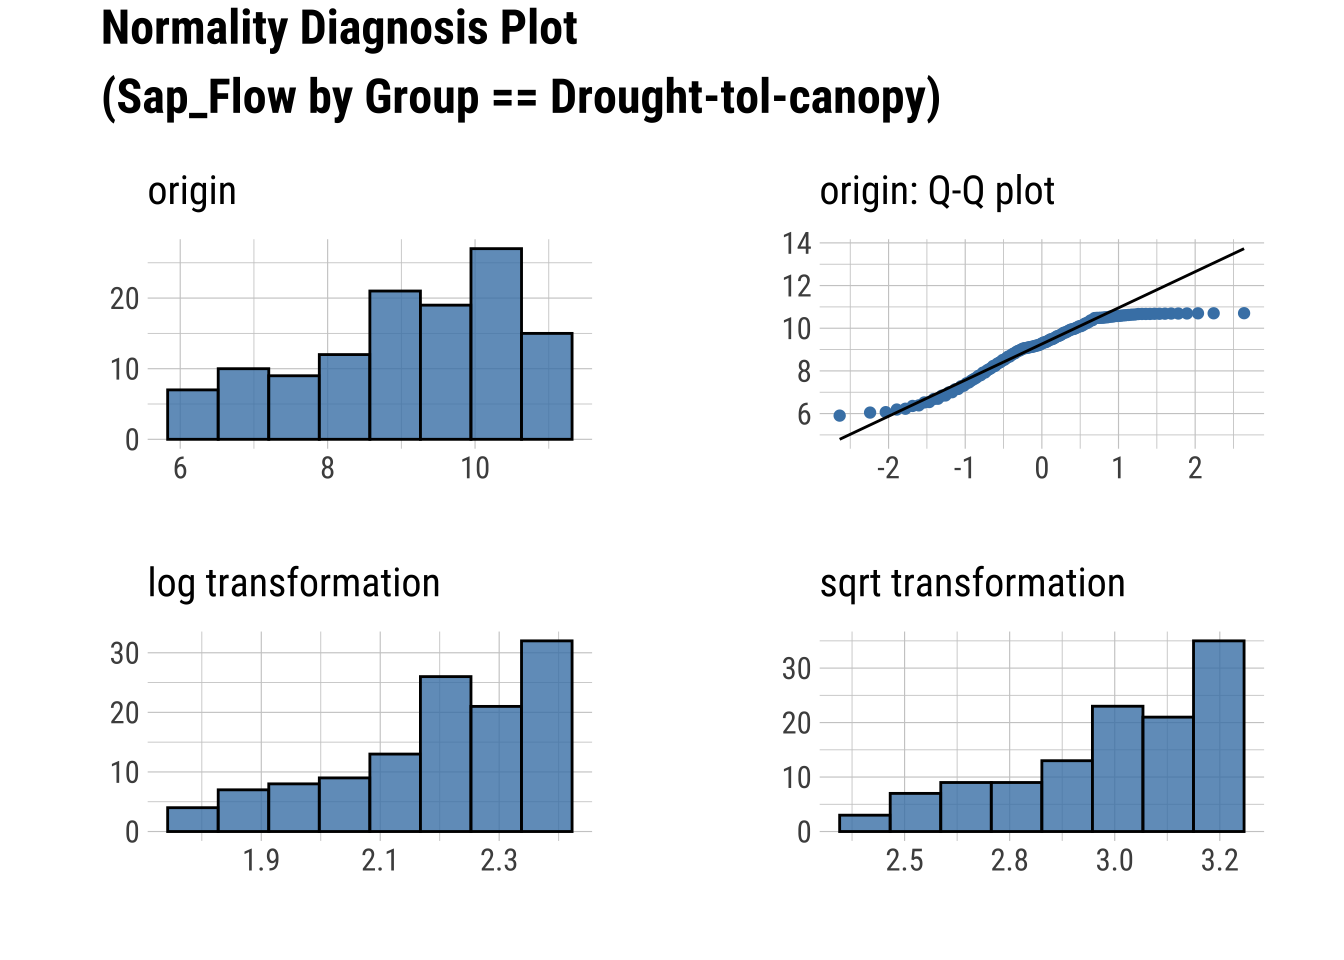 Normality Diagnosis Plot
(Sap_Flow by Group == Drought-tol-canopy)
origin
20
10
0
6 8 10
origin: Q-Q plot
14
12
10
8
6
-2 -1 0 1 2
log transformation
30
20
10
0
1.9 2.1 2.3
sqrt transformation
30
20
10
0
2.5 2.8 3.0 3.2